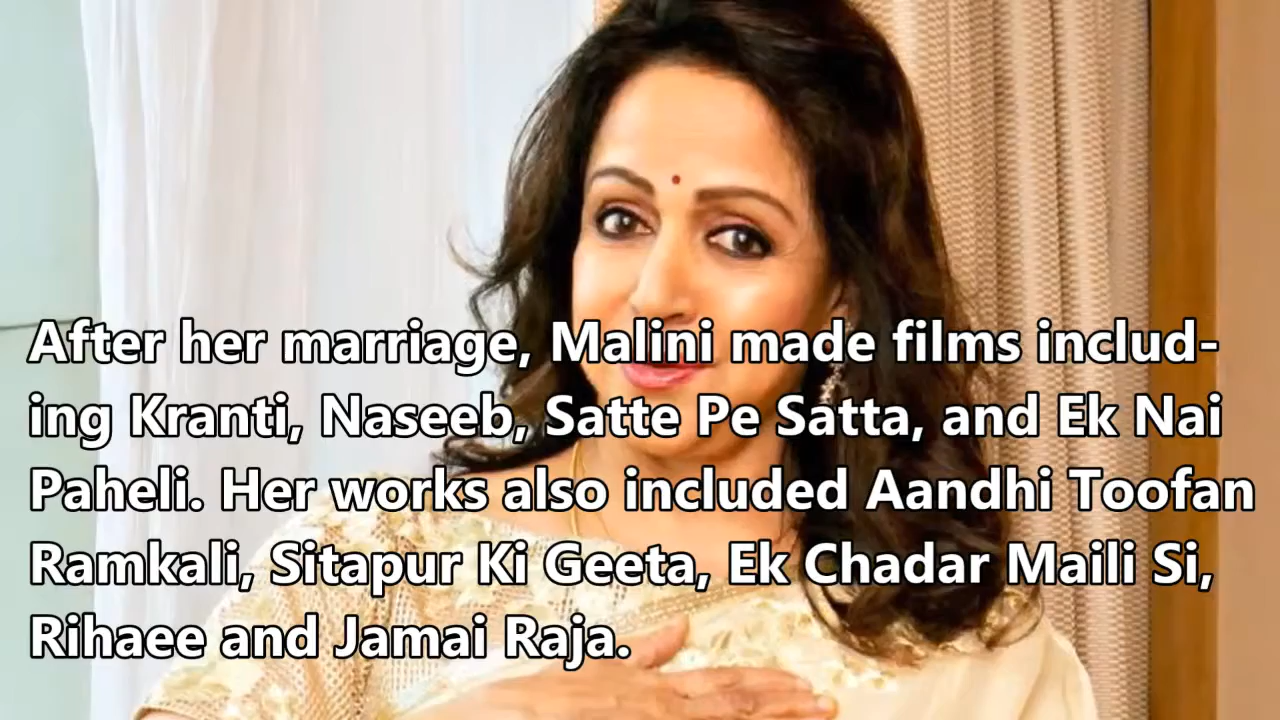 After her marriage, Malini made films includ-
ing Kranti, Naseeb, Satte Pe Satta, and Ek Nai
Paheli. Her works also included Aandhi Toofan
Ramkali, Sitapur Ki Geeta, Ek Chadar Maili Si,
Rihaee and Jamai Raja.